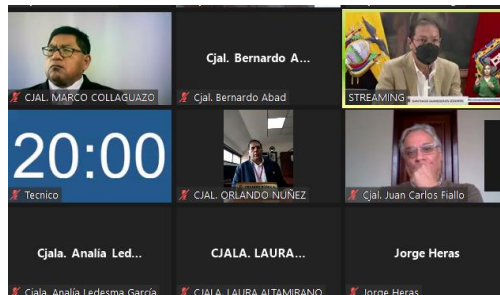 Cjal. Bernardo A...
CJAL. MARCO COLLAGUAZO
Cjal. Bernardo Abad
STREAMING
20:00
Tecnico
CJAL. ORLANDO NÚÑEZ
Cjal. Juan Carlos Fiallo
Cjala. Analía Led...
CJALA. LAURA...
Jorge Heras
Cjala. Analía Ledesma García
CJALA. LAURA ALTAMIRANO
Jorge Heras